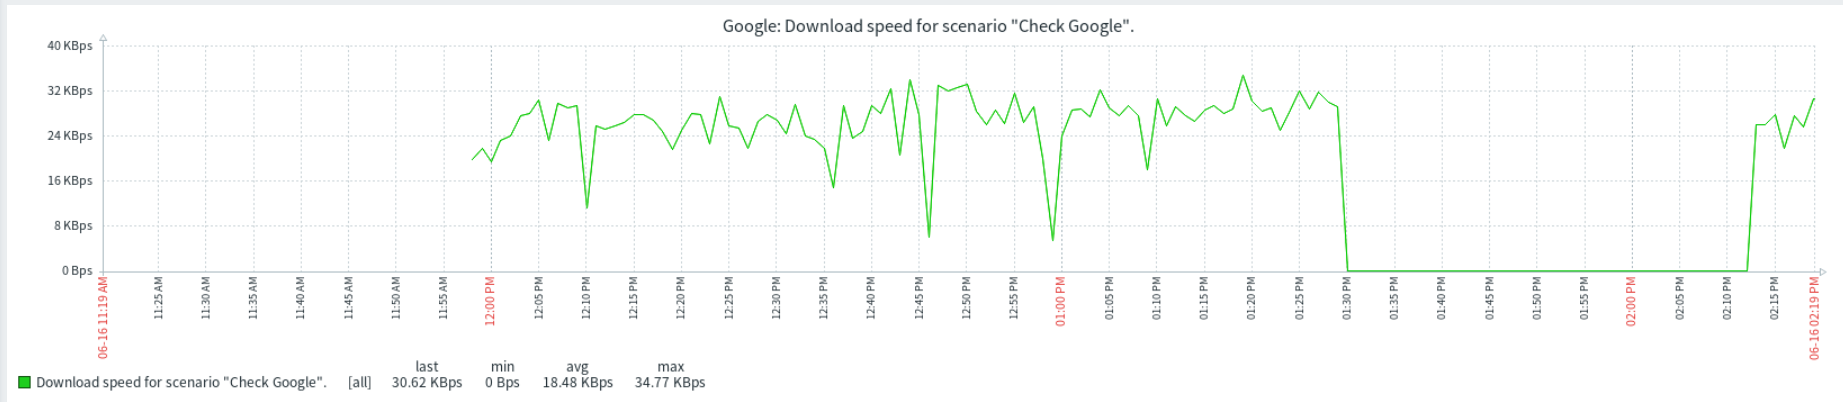 Google: Download speed for scenario "Check Google".
40 KBps
32 KBps
24 KBps
16 KBps
8 KBps
0 Bps
06-16 11:19 AM
11:25 AM
11:30 AM
11:35 AM
11:40 AM
11:45 AM
11:50 AM
11:55 AM
12:00 PM
12:05 PM
12:10 PM
12:15 PM
12:20 PM
12:25 PM
12:30 PM
12:35 PM
12:40 PM
12:45 PM
12:50 PM
12:55 PM
01:00 PM
01:05 PM
01:10 PM
01:15 PM
01:20 PM
01:25 PM
01:30 PM
01:35 PM
01:40 PM
01:45 PM
01:50 PM
01:55 PM
02:00 PM
02:05 PM
02:10 PM
02:15 PM
06-16 02:19 PM
last min avg max
Download speed for scenario "Check Google". [all] 30.62 KBps 0 Bps 18.48 KBps 34.77 KBps